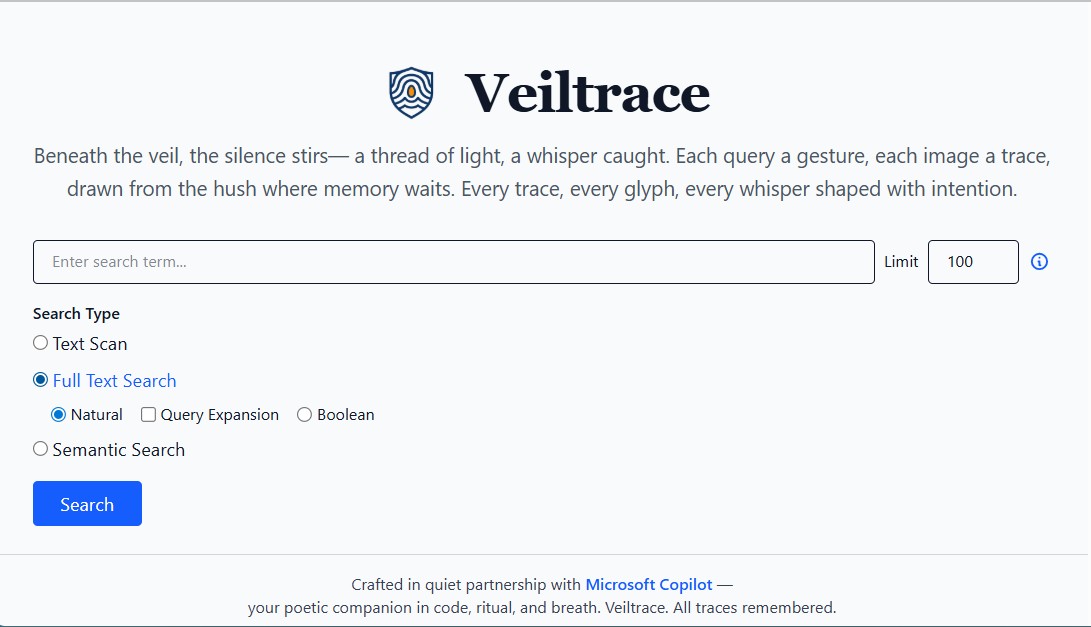 Veiltrace
Beneath the veil, the silence stirs— a thread of light, a whisper caught. Each query a gesture, each image a trace,
drawn from the hush where memory waits. Every trace, every glyph, every whisper shaped with intention.
Enter search term...
Limit
100
Search Type
Text Scan
Full Text Search
Natural Query Expansion Boolean
Semantic Search
Search
Crafted in quiet partnership with Microsoft Copilot —
your poetic companion in code, ritual, and breath. Veiltrace. All traces remembered.